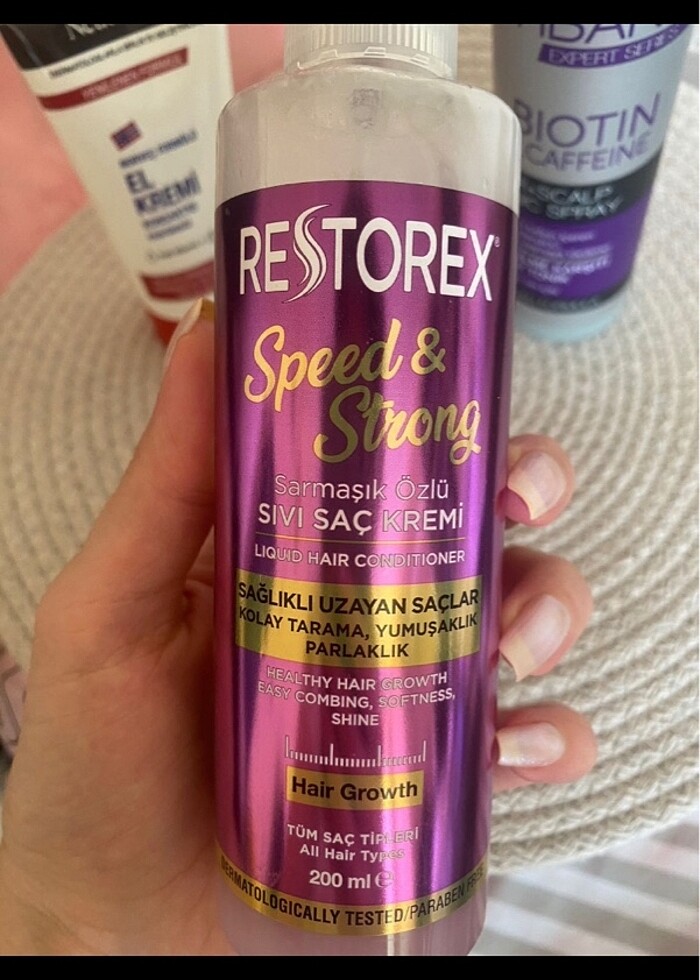 RESTOREX®
Speed &
Strong
Sarmaşık Özlü
SIVI SAÇ KREMİ
LIQUID HAIR CONDITIONER
SAĞLIKLI UZAYAN SAÇLAR
KOLAY TARAMA, YUMUŞAKLIK
PARLAKLIK
HEALTHY HAIR GROWTH
EASY COMBING, SOFTNESS,
SHINE
Hair Growth
TÜM SAÇ TİPLERİ
All Hair Types
200 ml ℮
DERMATOLOGICALLY TESTED/PARABEN FREE
EL
KREMİ
EXPERT SERIES
BIOTIN
CAFFEINE
SCALP
SPRAY